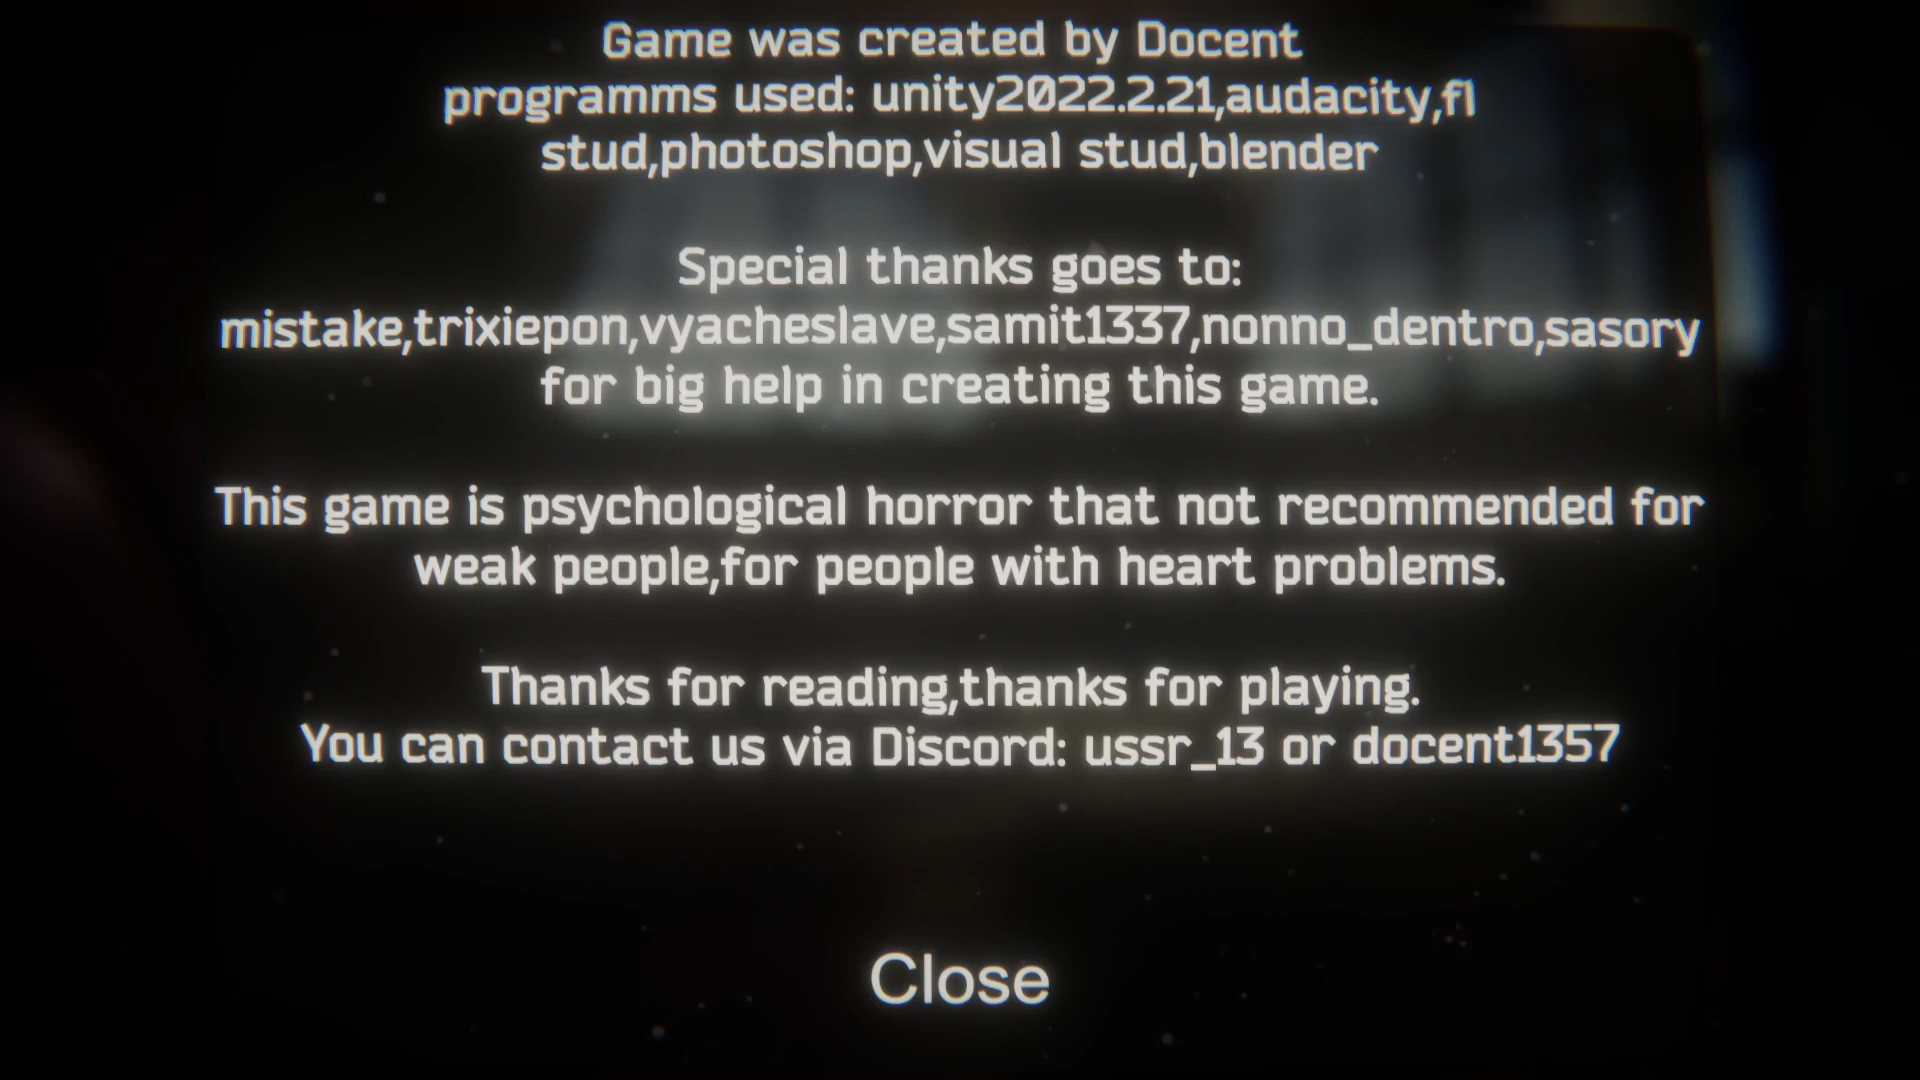 Game was created by Docent
programms used: unity2022.2.21,audacity,fl
stud,photoshop,visual stud,blender
Special thanks goes to:
mistake,trixiepon,vyacheslave,samit1337,nonno_dentro,sasory
for big help in creating this game.
This game is psychological horror that not recommended for
weak people,for people with heart problems.
Thanks for reading,thanks for playing.
You can contact us via Discord: ussr_13 or docent1357
Close